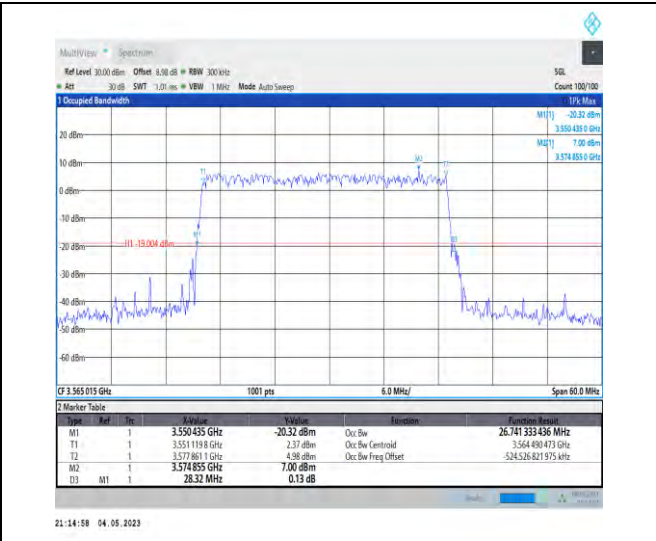 MultiView Spectrum
Ref Level 30.00 dBm Offset 8.98 dB RBW 300 kHz SGL
Att 30 dB SWT 1.01 ms VBW 1 MHz Mode Auto Sweep Count 100/100
1 Occupied Bandwidth 1Pk Max
M1[1] -20.32 dBm
3.550 435 0 GHz
M2[1] 7.00 dBm
3.574 855 0 GHz
20 dBm
M2
T1 T2
10 dBm
0 dBm
-10 dBm
M1
D3
-20 dBm
H1 -19.004 dBm
-30 dBm
-40 dBm
-50 dBm
-60 dBm
CF 3.565 015 GHz 1001 pts 6.0 MHz/ Span 60.0 MHz
2 Marker Table
Type Ref Trc X-Value Y-Value Function Function Result
M1 1 3.550 435 GHz -20.32 dBm Occ Bw 26.741 333 436 MHz
T1 1 3.551 119 8 GHz 2.37 dBm Occ Bw Centroid 3.564 490 473 GHz
T2 1 3.577 861 1 GHz 4.98 dBm Occ Bw Freq Offset -524.526 821 975 kHz
M2 1 3.574 855 GHz 7.00 dBm
D3 M1 1 28.32 MHz 0.13 dB
21:14:58 04.05.2023